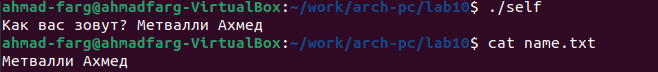 ahmad-farg@ahmadfarg-VirtualBox:~/work/arch-pc/lab10$ ./self
Как вас зовут? Метвалли Ахмед
ahmad-farg@ahmadfarg-VirtualBox:~/work/arch-pc/lab10$ cat name.txt
Метвалли Ахмед